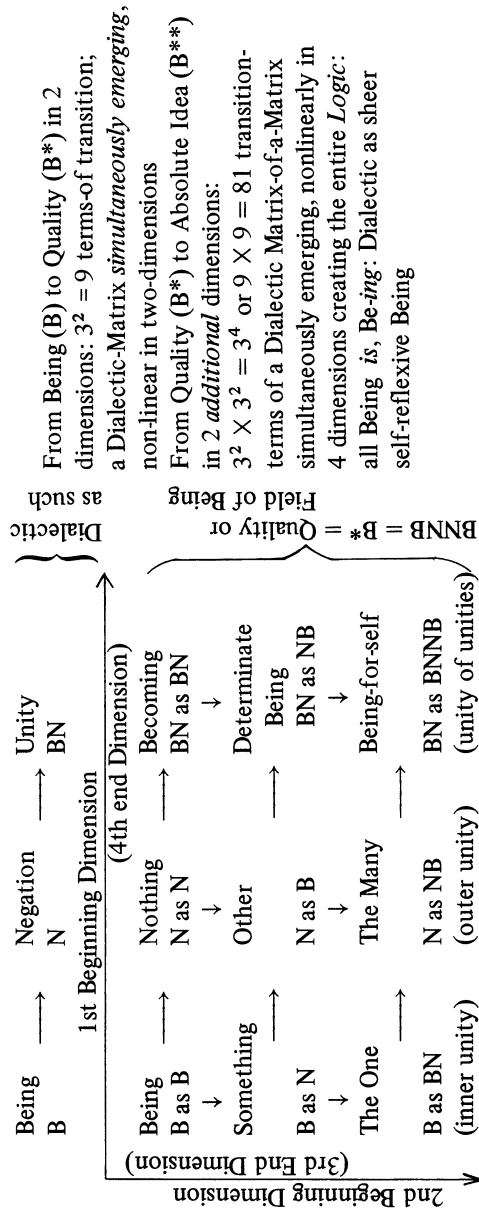 Being ⟶ Negation ⟶ Unity
B N BN
} Dialectic as such
1st Beginning Dimension
(4th end Dimension)
2nd Beginning Dimension
(3rd End Dimension)
Being ⟶ Nothing ⟶ Becoming
B as B N as N BN as BN
↓ ↓ ↓
Something ⟶ Other ⟶ Determinate
Being
B as N N as B BN as NB
↓ ↓ ↓
The One ⟶ The Many ⟶ Being-for-self
B as BN N as NB BN as BNNB
(inner unity) (outer unity) (unity of unities)
BNNB = B* = Quality or
Field of Being
From Being (B) to Quality (B*) in 2
dimensions: 3² = 9 terms-of transition;
a Dialectic-Matrix simultaneously emerging,
non-linear in two-dimensions
From Quality (B*) to Absolute Idea (B**)
in 2 additional dimensions:
3² X 3² = 3⁴ or 9 X 9 = 81 transition-
terms of a Dialectic Matrix-of-a-Matrix
simultaneously emerging, nonlinearly in
4 dimensions creating the entire Logic:
all Being is, Be-ing: Dialectic as sheer
self-reflexive Being